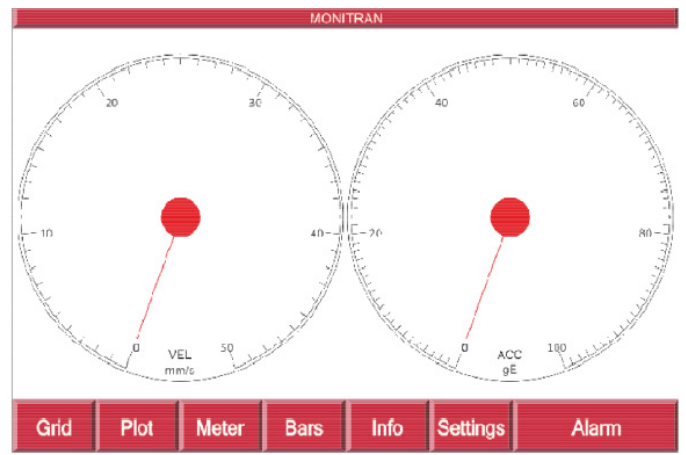 MONITRAN
20 30
10 40
0 50
VEL
mm/s
40 60
20 80
0 100
ACC
gE
Grid Plot Meter Bars Info Settings Alarm